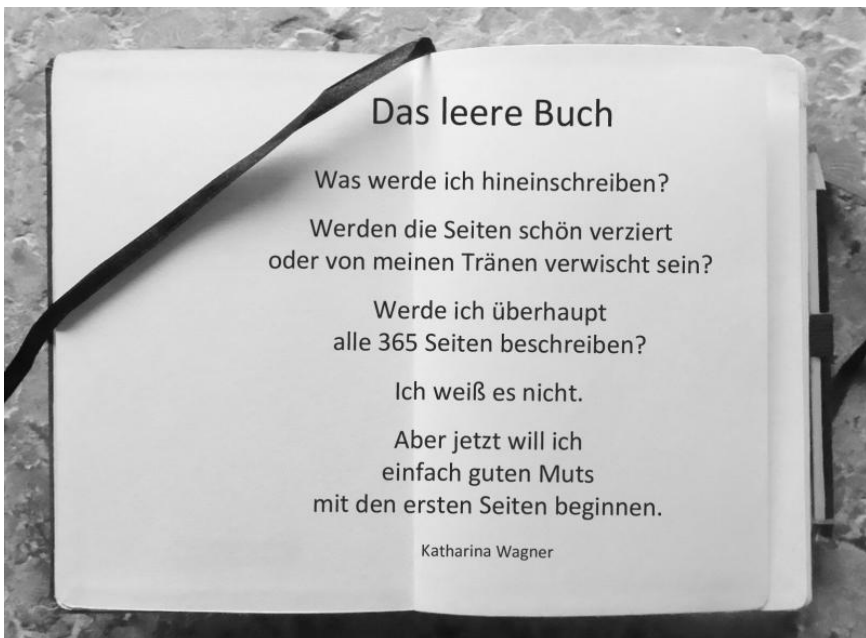 Das leere Buch
Was werde ich hineinschreiben?
Werden die Seiten schön verziert
oder von meinen Tränen verwischt sein?
Werde ich überhaupt
alle 365 Seiten beschreiben?
Ich weiß es nicht.
Aber jetzt will ich
einfach guten Muts
mit den ersten Seiten beginnen.
Katharina Wagner